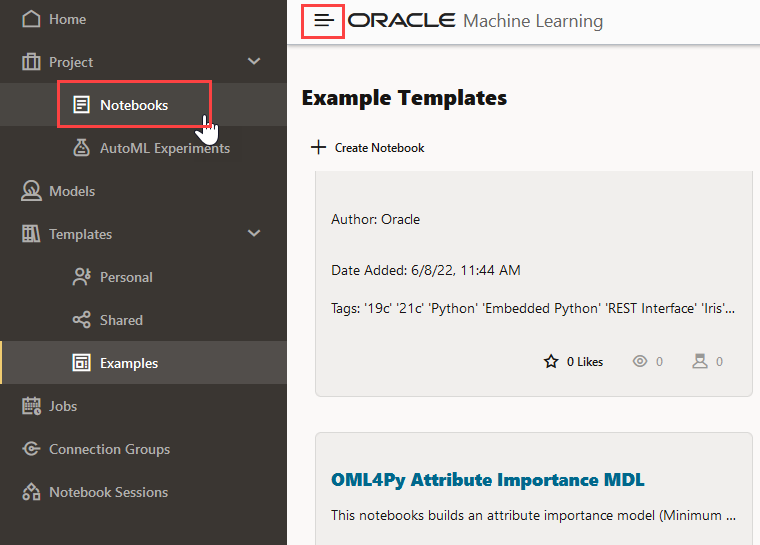 Home
Project
Notebooks
AutoML Experiments
Models
Templates
Personal
Shared
Examples
Jobs
Connection Groups
Notebook Sessions
ORACLE Machine Learning
Example Templates
Create Notebook
Author: Oracle
Date Added: 6/8/22, 11:44 AM
Tags: '19c' '21c' 'Python' 'Embedded Python' 'REST Interface' 'Iris'...
0 Likes 0 0
OML4Py Attribute Importance MDL
This notebooks builds an attribute importance model (Minimum ...